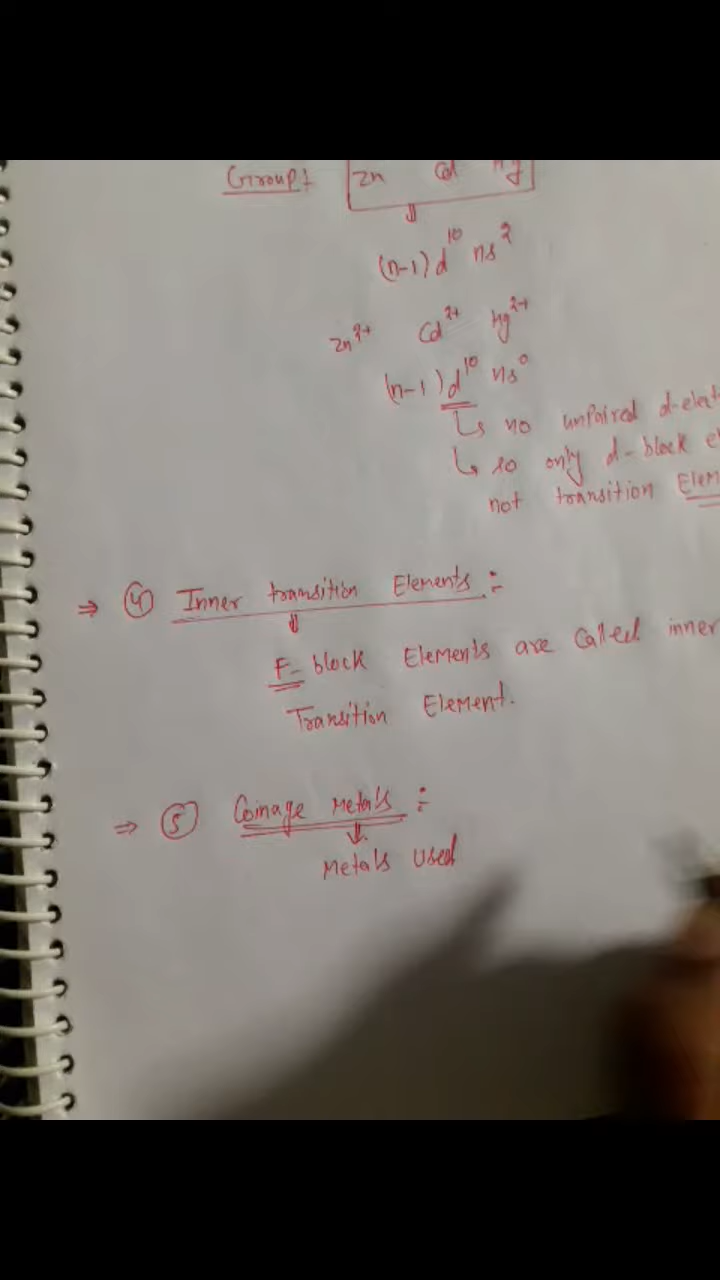 Group: Zn Cd Hg
⇓
(n-1)d¹⁰ ns²
Zn²⁺ Cd²⁺ Hg²⁺
(n-1)d¹⁰ ns⁰
↳ no unpaired d-elect
↳ so only d-block
not transition Elem
⇒ ④ Inner transition Elements :-
⇓
F-block Elements are called inner
Transition Element.
⇒ ⑤ Coinage Metals :-
⇓
Metals used